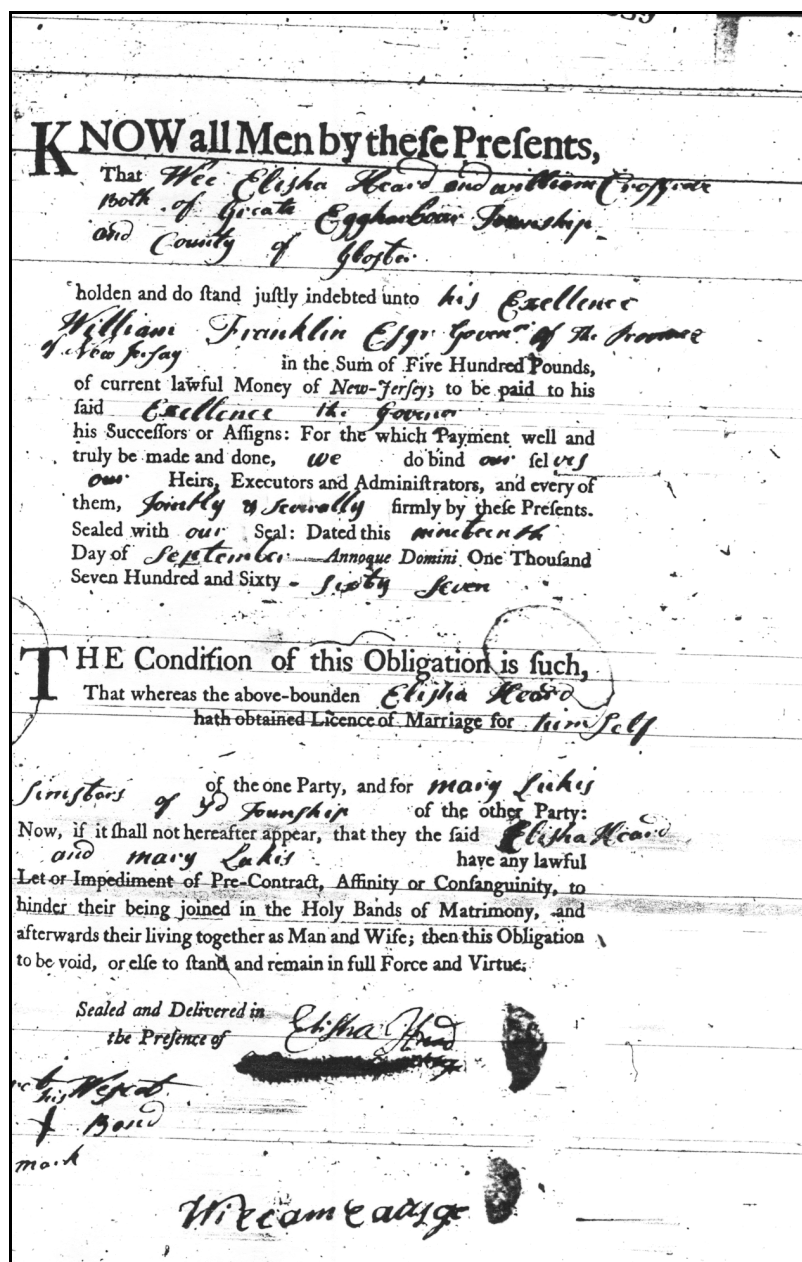 KNOW all Men by theſe Preſents,
That Wee Elisha Heard and william
Both of Greate Eggharbour Township
and County of Gloster
holden and do ſtand juſtly indebted unto his Exellence
William Franklin Esqr Govenr of The Provence
of New Jersay in the Sum of Five Hundred Pounds,
of current lawful Money of New-Jerſey; to be paid to his
ſaid Exellence the Govener
his Succeſſors or Aſſigns: For the which Payment well and
truly be made and done, we do bind our ſelves
our Heirs, Executors and Adminiſtrators, and every of
them, Jointly & Severally firmly by theſe Preſents.
Sealed with our Seal: Dated this nineteenth
Day of September Annoque Domini One Thouſand
Seven Hundred and Sixty - Sixty Seven
THE Condition of this Obligation is ſuch,
That whereas the above-bounden Elisha Heard
hath obtained Licence of Marriage for him self
of the one Party, and for mary Lukis
of yd Township of the other Party:
Now, if it ſhall not hereafter appear, that they the ſaid Elisha Heard
and mary Lukis have any lawful
Let or Impediment of Pre-Contract, Affinity or Conſanguinity, to
hinder their being joined in the Holy Bands of Matrimony, and
afterwards their living together as Man and Wife; then this Obligation
to be void, or elſe to ſtand and remain in full Force and Virtue.
Sealed and Delivered in
the Preſence of Elisha Heard
his Wescot
Bond
mark